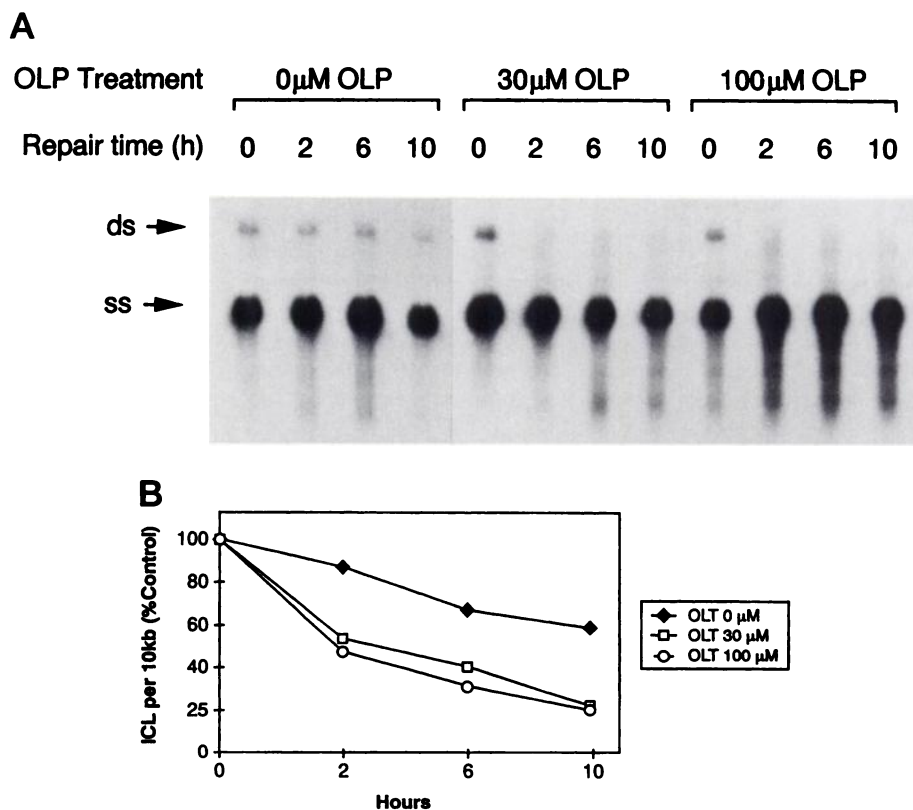 A
OLP Treatment 0µM OLP 30µM OLP 100µM OLP
Repair time (h) 0 2 6 10 0 2 6 10 0 2 6 10
ds
ss
B
ICL per 10kb (%Control)
100
80
60
40
25
0
0 2 6 10
Hours
OLT 0 µM
OLT 30 µM
OLT 100 µM